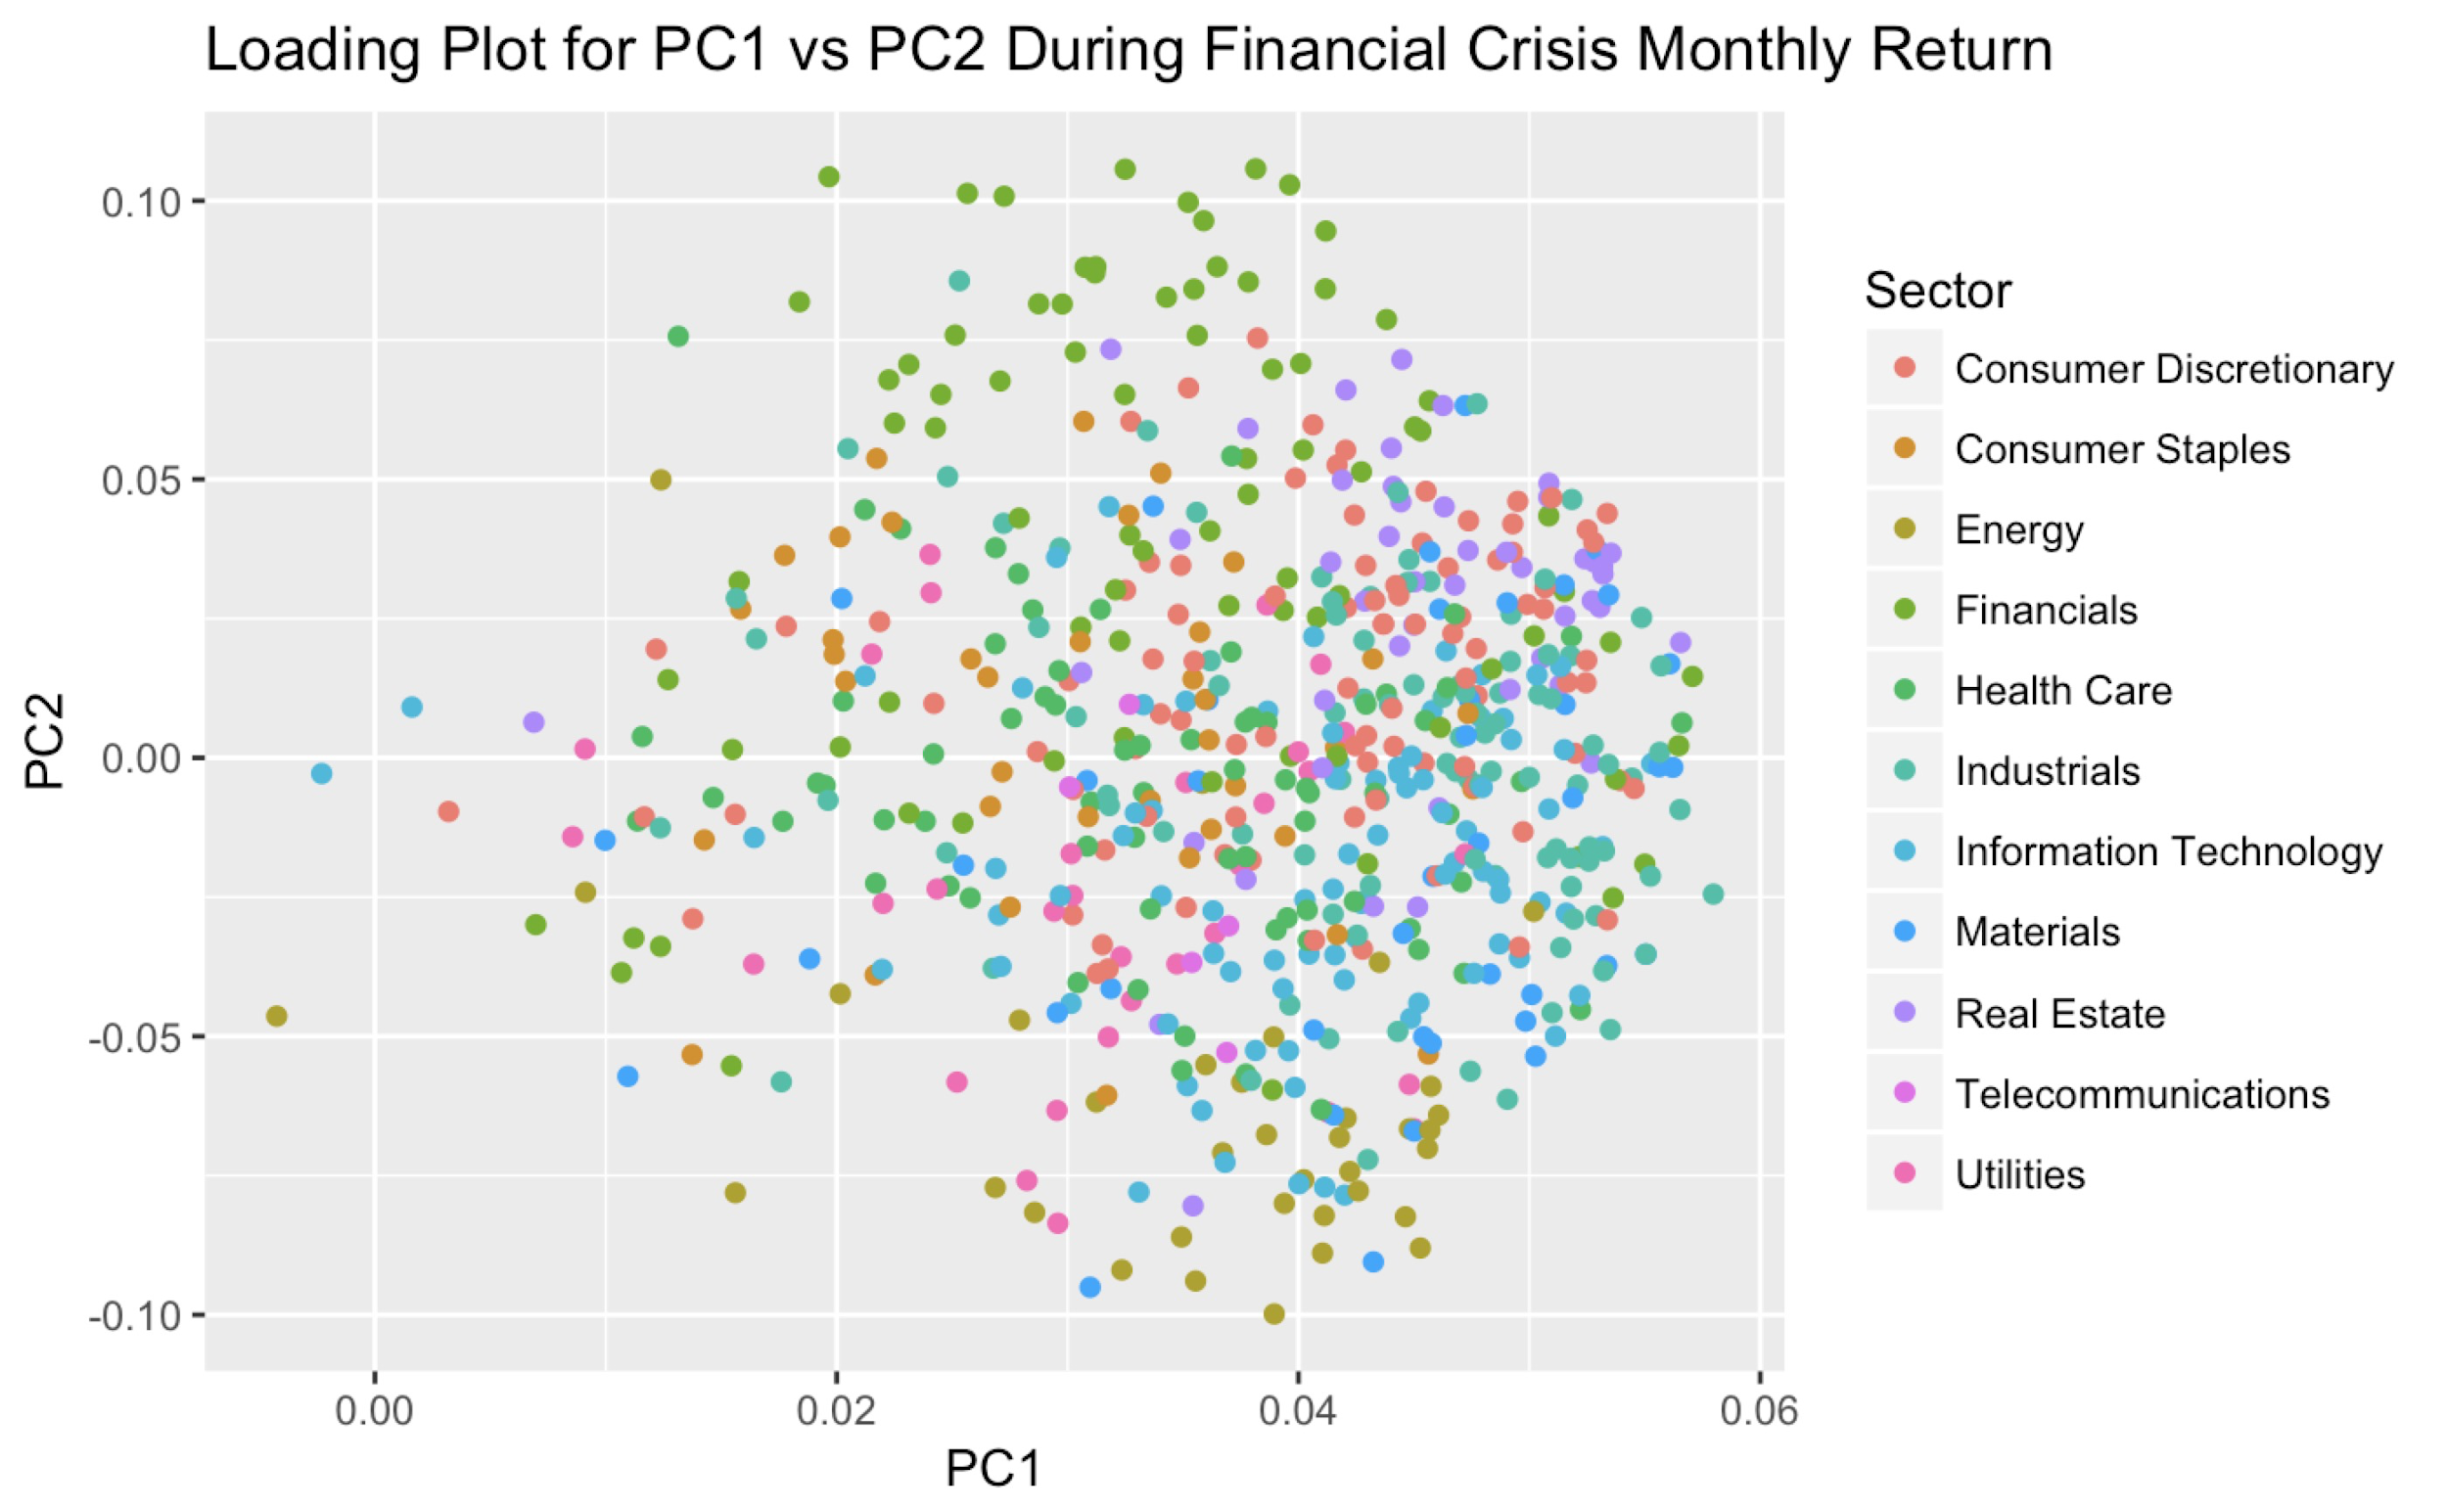 Loading Plot for PC1 vs PC2 During Financial Crisis Monthly Return
0.10
0.05
0.00
-0.05
-0.10
PC2
0.00
0.02
0.04
0.06
PC1
Sector
Consumer Discretionary
Consumer Staples
Energy
Financials
Health Care
Industrials
Information Technology
Materials
Real Estate
Telecommunications
Utilities